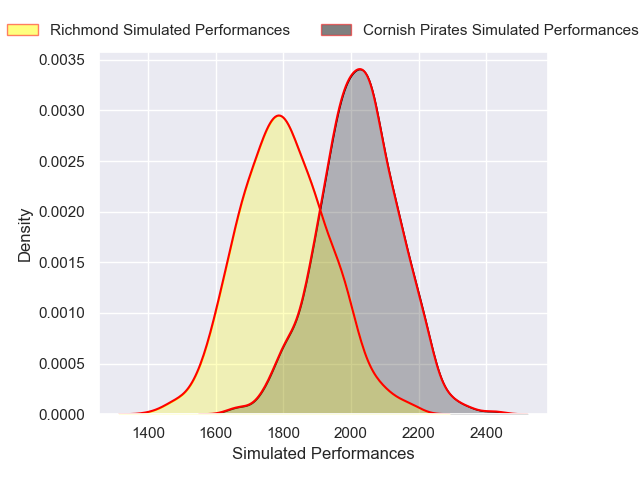 Richmond Simulated Performances Cornish Pirates Simulated Performances
0.0035
0.0030
0.0025
0.0020
0.0015
0.0010
0.0005
0.0000
Density
1400 1600 1800 2000 2200 2400
Simulated Performances